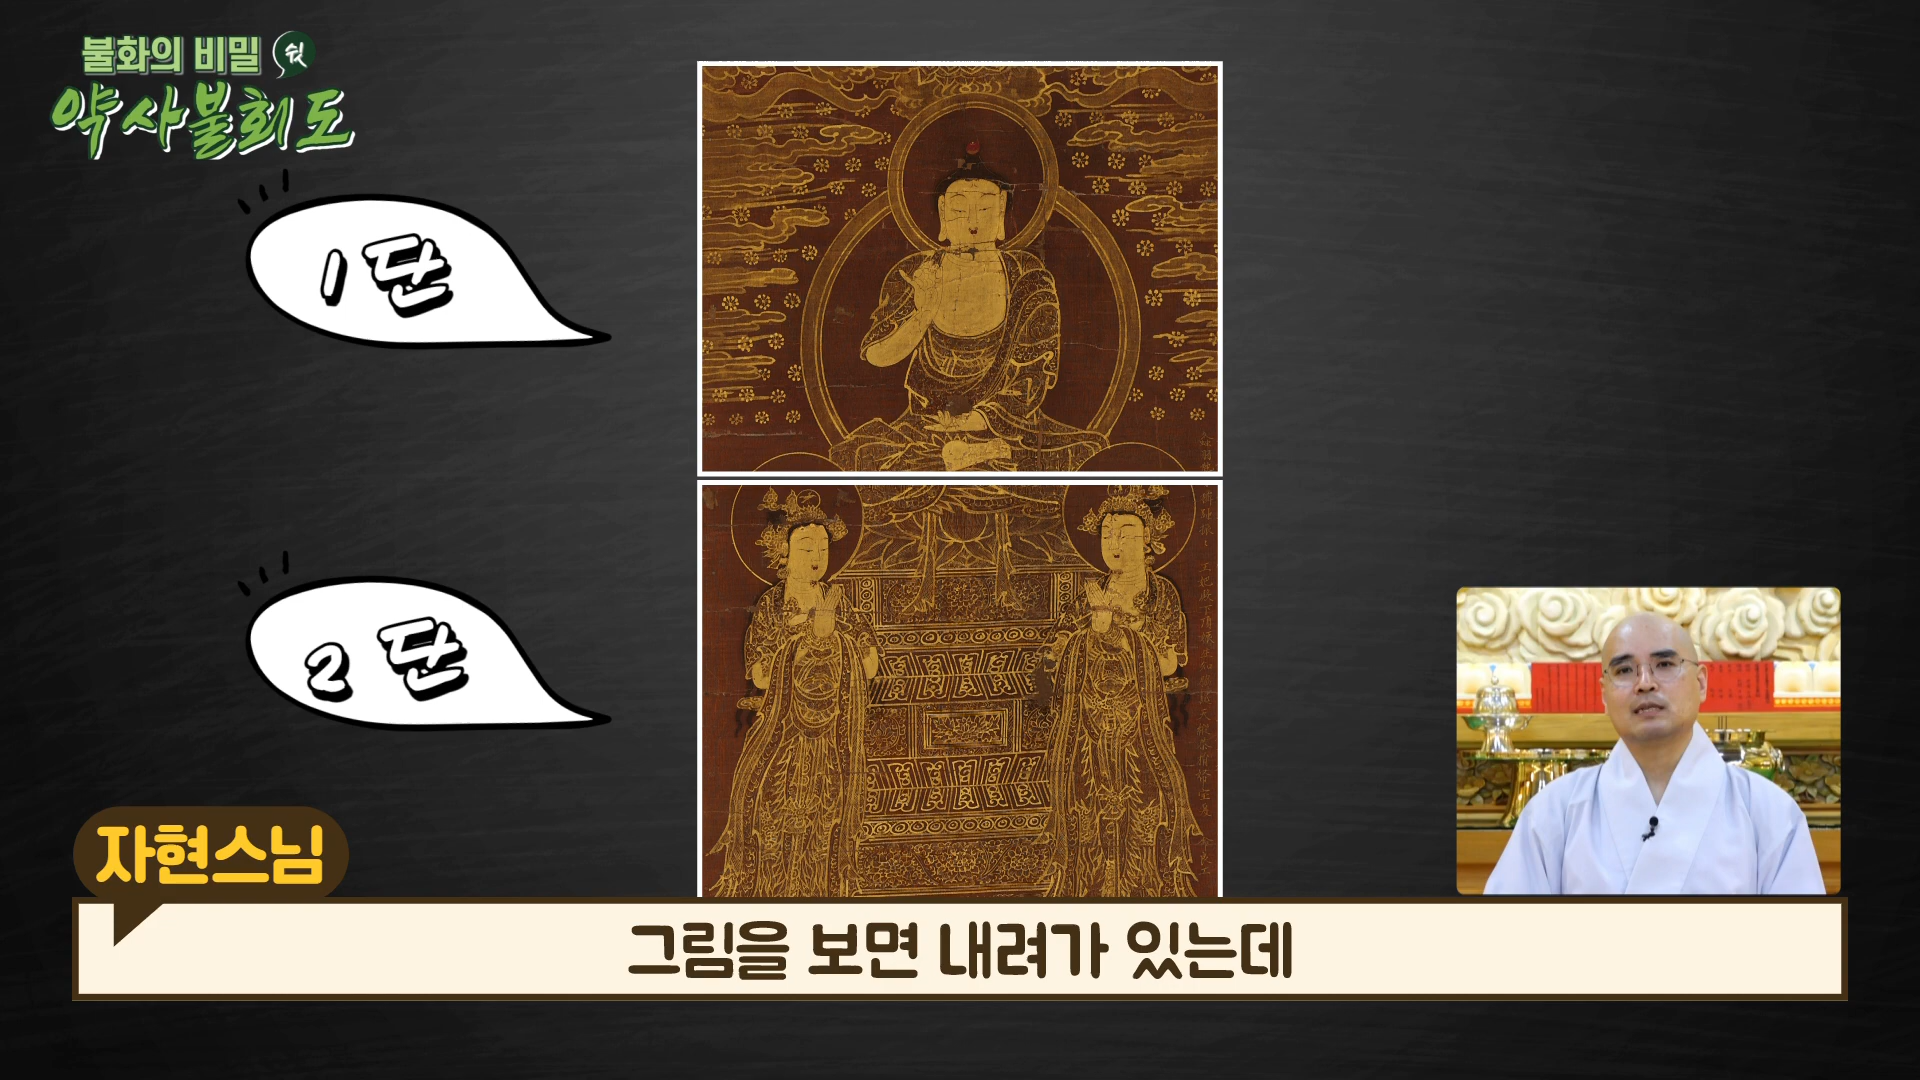 불화의 비밀 쉿
약사불회도
1단
2단
자현스님
그림을 보면 내려가 있는데